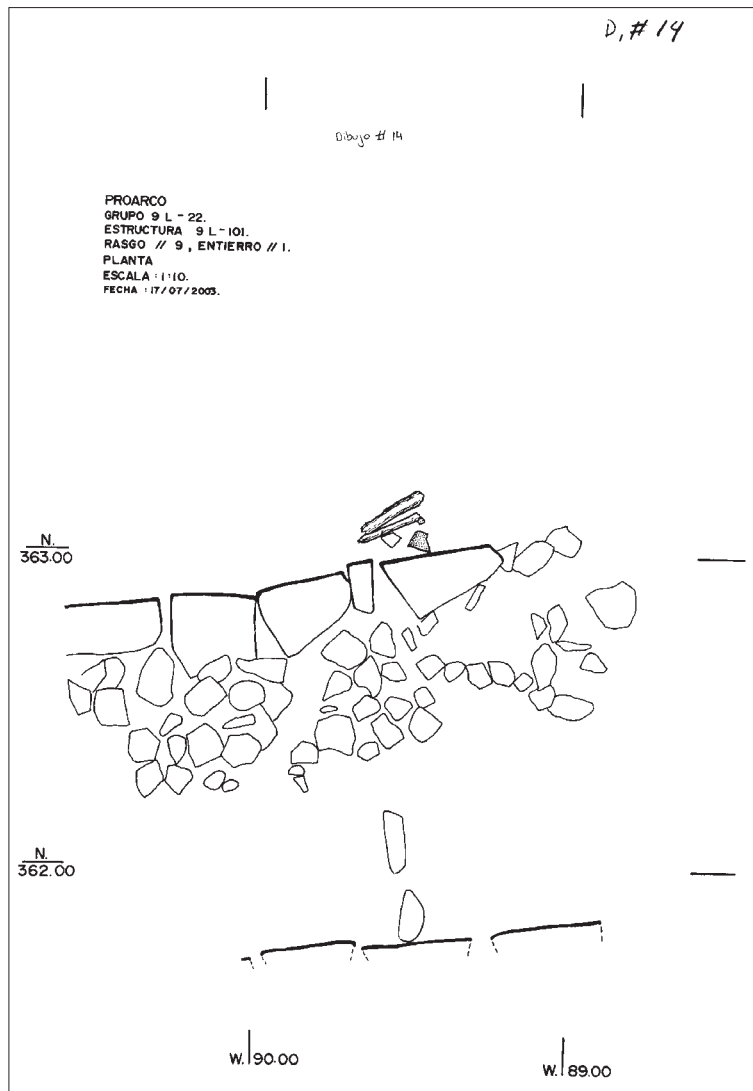 D, # 14
Dibujo # 14
PROARCO
GRUPO 9 L - 22.
ESTRUCTURA 9 L - 101.
RASGO // 9, ENTIERRO // 1.
PLANTA
ESCALA : 1:10.
FECHA : 17/07/2003.
N.
363.00
N.
362.00
W. 90.00
W. 89.00